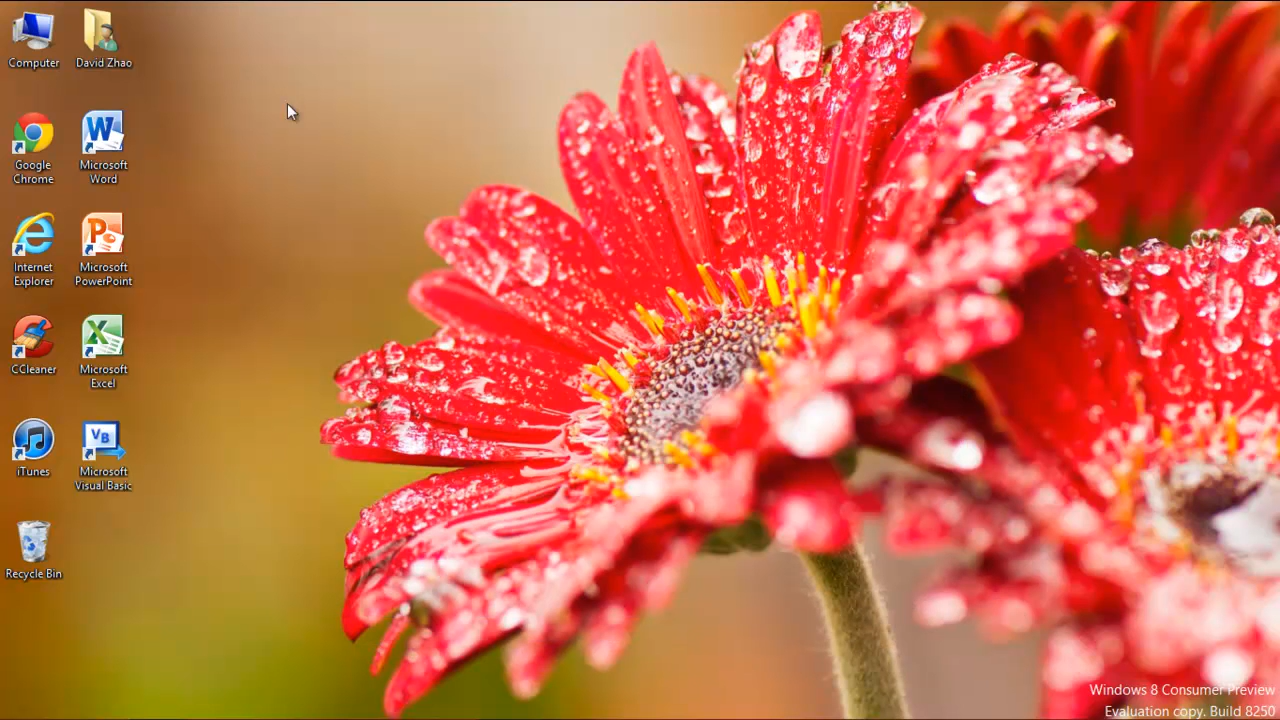 Computer
David Zhao
Google
Chrome
Microsoft
Word
Internet
Explorer
Microsoft
PowerPoint
CCleaner
Microsoft
Excel
iTunes
Microsoft
Visual Basic
Recycle Bin
Windows 8 Consumer Preview
Evaluation copy. Build 8250